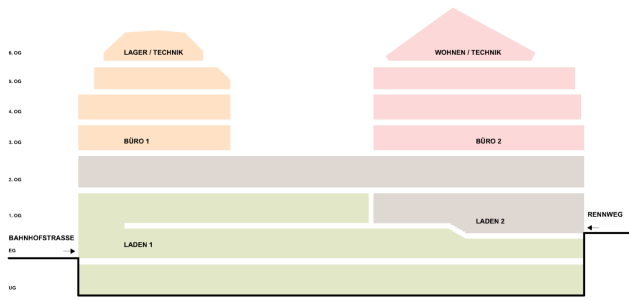 6. OG
LAGER / TECHNIK
WOHNEN / TECHNIK
5. OG
4. OG
3. OG
BÜRO 1
BÜRO 2
2. OG
1. OG
RENNWEG
LADEN 2
BAHNHOFSTRASSE
LADEN 1
EG
UG